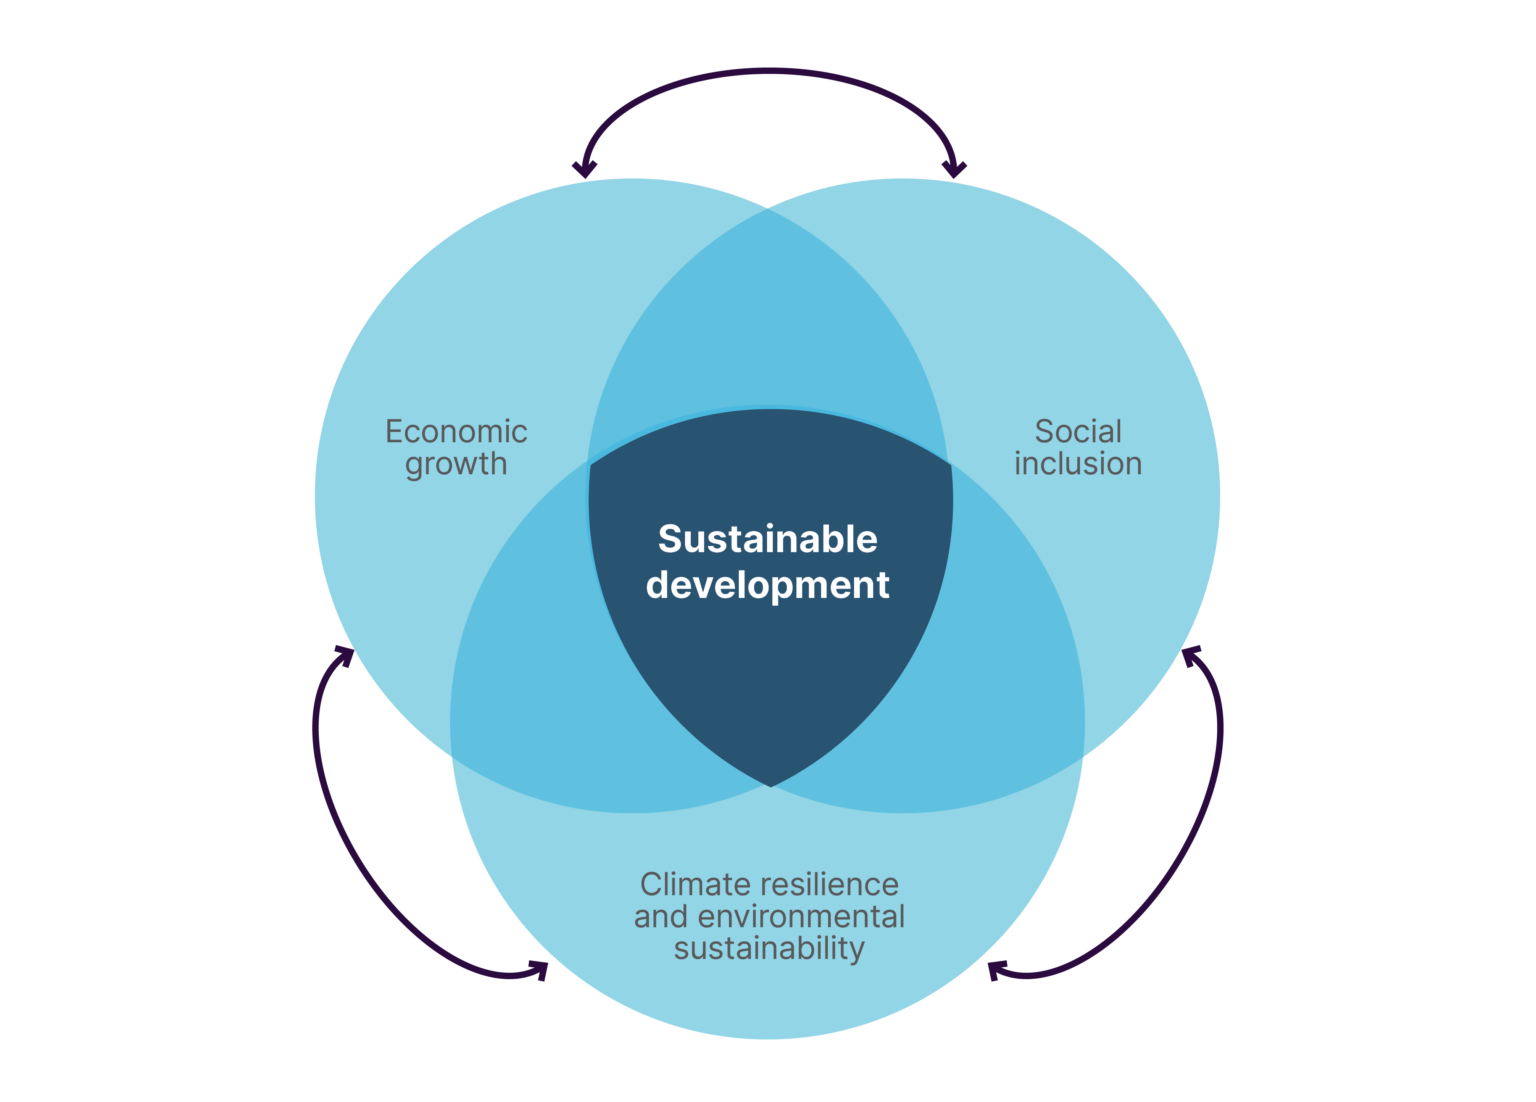 Economic
growth
Social
inclusion
Sustainable
development
Climate resilience
and environmental
sustainability